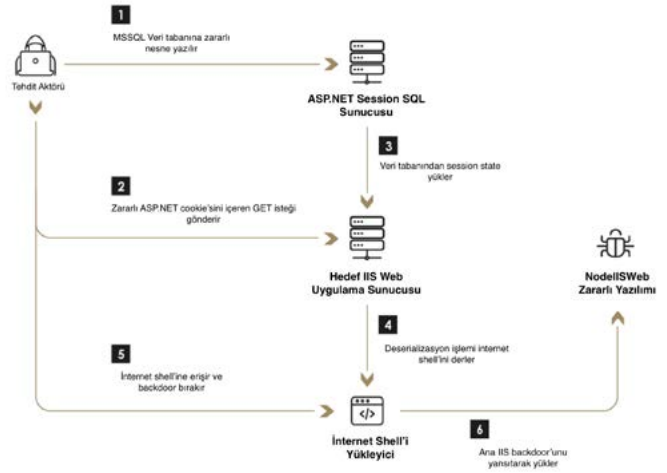 1
MSSQL Veri tabanına zararlı
nesne yazılır
Tehdit Aktörü
ASP.NET Session SQL
Sunucusu
3
Veri tabanından session state
yükler
2
Zararlı ASP.NET cookie'sini içeren GET isteği
gönderir
Hedef IIS Web
Uygulama Sunucusu
NodeIISWeb
Zararlı Yazılımı
4
Deserializasyon işlemi internet
shell'ini derler
5
İnternet shell'ine erişir ve
backdoor bırakır
</>
İnternet Shell'i
Yükleyici
6
Ana IIS backdoor'unu
yansıtarak yükler